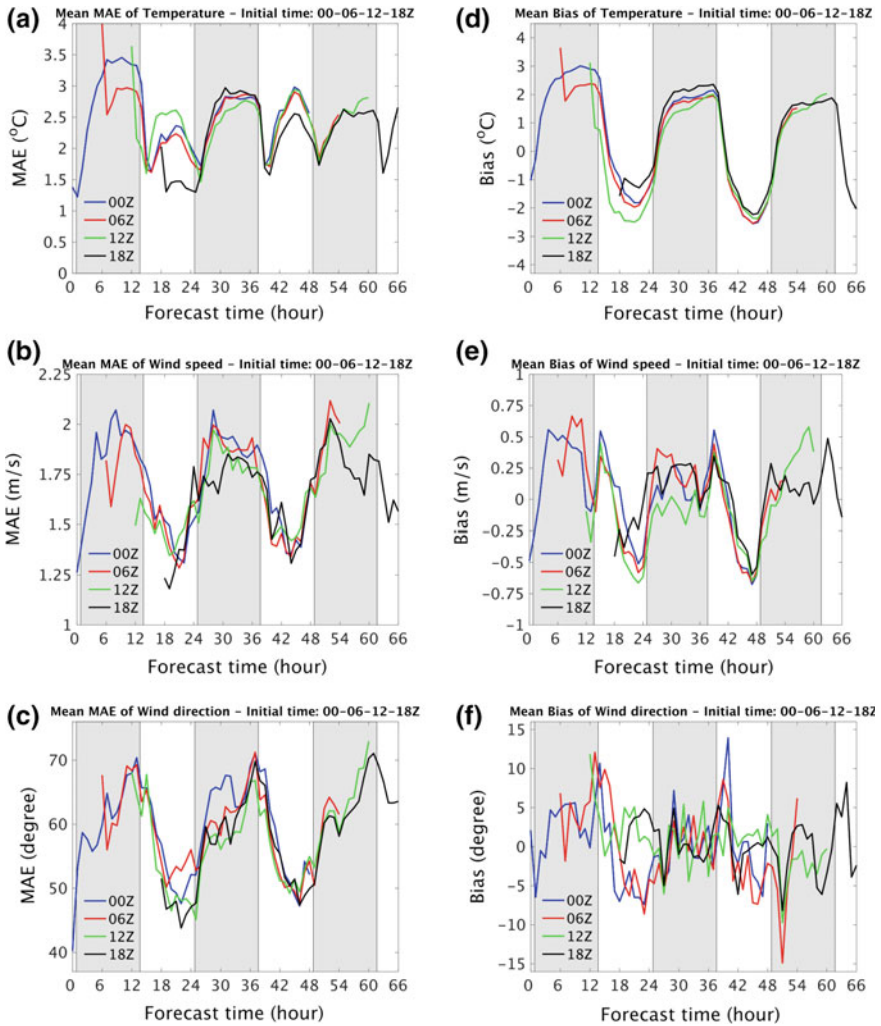 (a)
Mean MAE of Temperature – Initial time: 00-06-12-18Z
4
3.5
3
2.5
2
1.5
1
0.5
0
MAE (°C)
00Z
06Z
12Z
18Z
0 6 12 18 24 30 36 42 48 54 60 66
Forecast time (hour)
(d)
Mean Bias of Temperature – Initial time: 00-06-12-18Z
4
3
2
1
0
−1
−2
−3
−4
Bias (°C)
00Z
06Z
12Z
18Z
0 6 12 18 24 30 36 42 48 54 60 66
Forecast time (hour)
(b)
Mean MAE of Wind speed – Initial time: 00-06-12-18Z
2.25
2
1.75
1.5
1.25
1
MAE (m/s)
00Z
06Z
12Z
18Z
0 6 12 18 24 30 36 42 48 54 60 66
Forecast time (hour)
(e)
Mean Bias of Wind speed – Initial time: 00-06-12-18Z
1
0.75
0.5
0.25
0
−0.25
−0.5
−0.75
−1
Bias (m/s)
00Z
06Z
12Z
18Z
0 6 12 18 24 30 36 42 48 54 60 66
Forecast time (hour)
(c)
Mean MAE of Wind direction – Initial time: 00-06-12-18Z
70
60
50
40
MAE (degree)
00Z
06Z
12Z
18Z
0 6 12 18 24 30 36 42 48 54 60 66
Forecast time (hour)
(f)
Mean Bias of Wind direction – Initial time: 00-06-12-18Z
15
10
5
0
−5
−10
−15
Bias (degree)
00Z
06Z
12Z
18Z
0 6 12 18 24 30 36 42 48 54 60 66
Forecast time (hour)